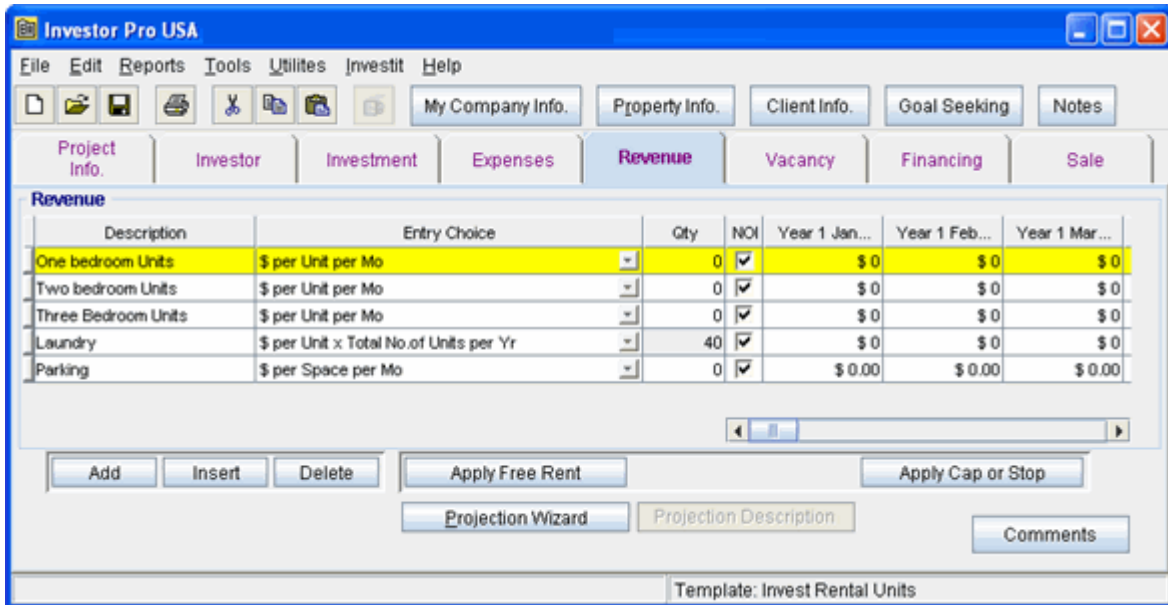 Investor Pro USA
File Edit Reports Tools Utilites Investit Help
My Company Info. Property Info. Client Info. Goal Seeking Notes
Project Info. Investor Investment Expenses Revenue Vacancy Financing Sale
Revenue
Description Entry Choice Qty NOI Year 1 Jan... Year 1 Feb... Year 1 Mar...
One bedroom Units $ per Unit per Mo 0 $ 0 $ 0 $ 0
Two bedroom Units $ per Unit per Mo 0 $ 0 $ 0 $ 0
Three Bedroom Units $ per Unit per Mo 0 $ 0 $ 0 $ 0
Laundry $ per Unit x Total No.of Units per Yr 40 $ 0 $ 0 $ 0
Parking $ per Space per Mo 0 $ 0.00 $ 0.00 $ 0.00
Add Insert Delete Apply Free Rent Apply Cap or Stop
Projection Wizard Projection Description
Comments
Template: Invest Rental Units